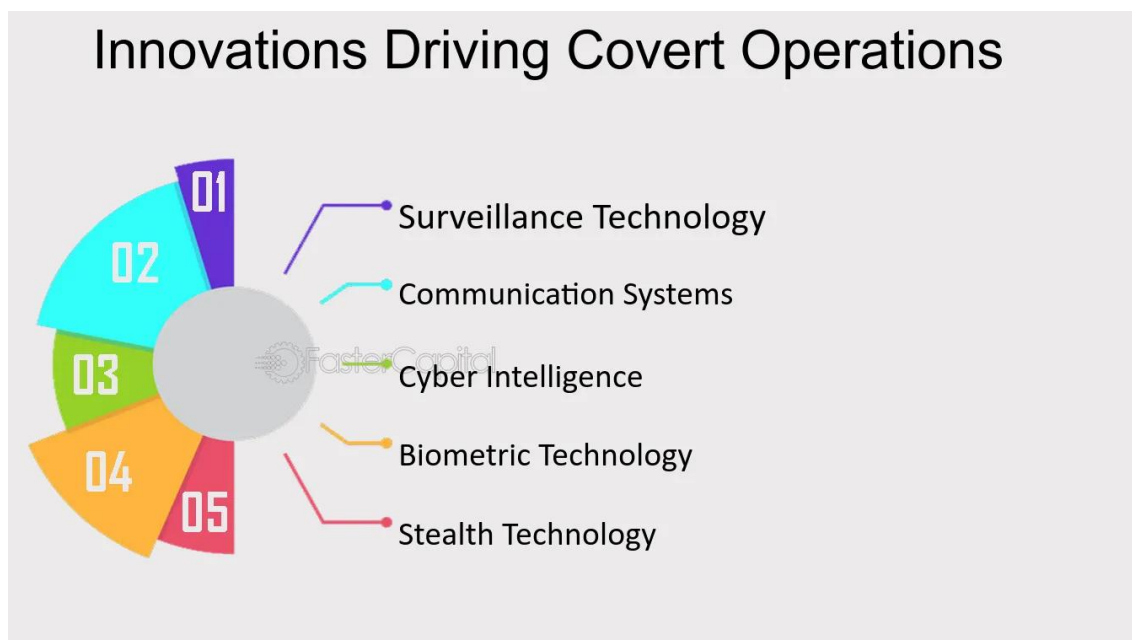 Innovations Driving Covert Operations
01
Surveillance Technology
02
Communication Systems
03
FasterCapital
Cyber Intelligence
04
Biometric Technology
05
Stealth Technology